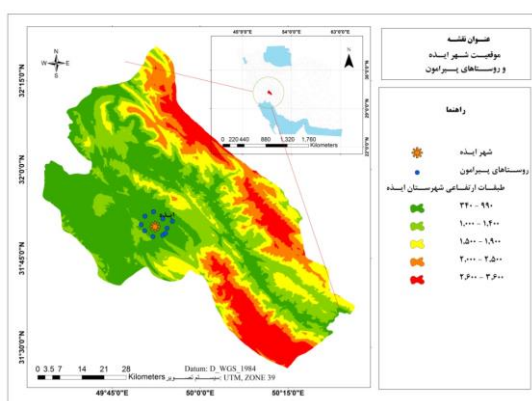 عنوان نقشه
موقعیت شهر ایذه
و روستاهای پیرامون
راهنما
شهر ایذه
روستاهای پیرامون
طبقات ارتفاعی شهرستان ایذه
۳۴۰ - ۹۹۰
۱,۰۰۰ - ۱,۴۰۰
۱,۵۰۰ - ۱,۹۰۰
۲,۰۰۰ - ۲,۵۰۰
۲,۶۰۰ - ۳,۶۰۰
N
W E
S
N
0 220 440 880 1,320 1,760
Kilometers
ایذه
32°15'0"N
32°0'0"N
31°45'0"N
31°30'0"N
0 3.5 7 14 21 28
Kilometers
Datum: D_WGS_1984
UTM, ZONE 39
49°45'0"E 50°0'0"E 50°15'0"E